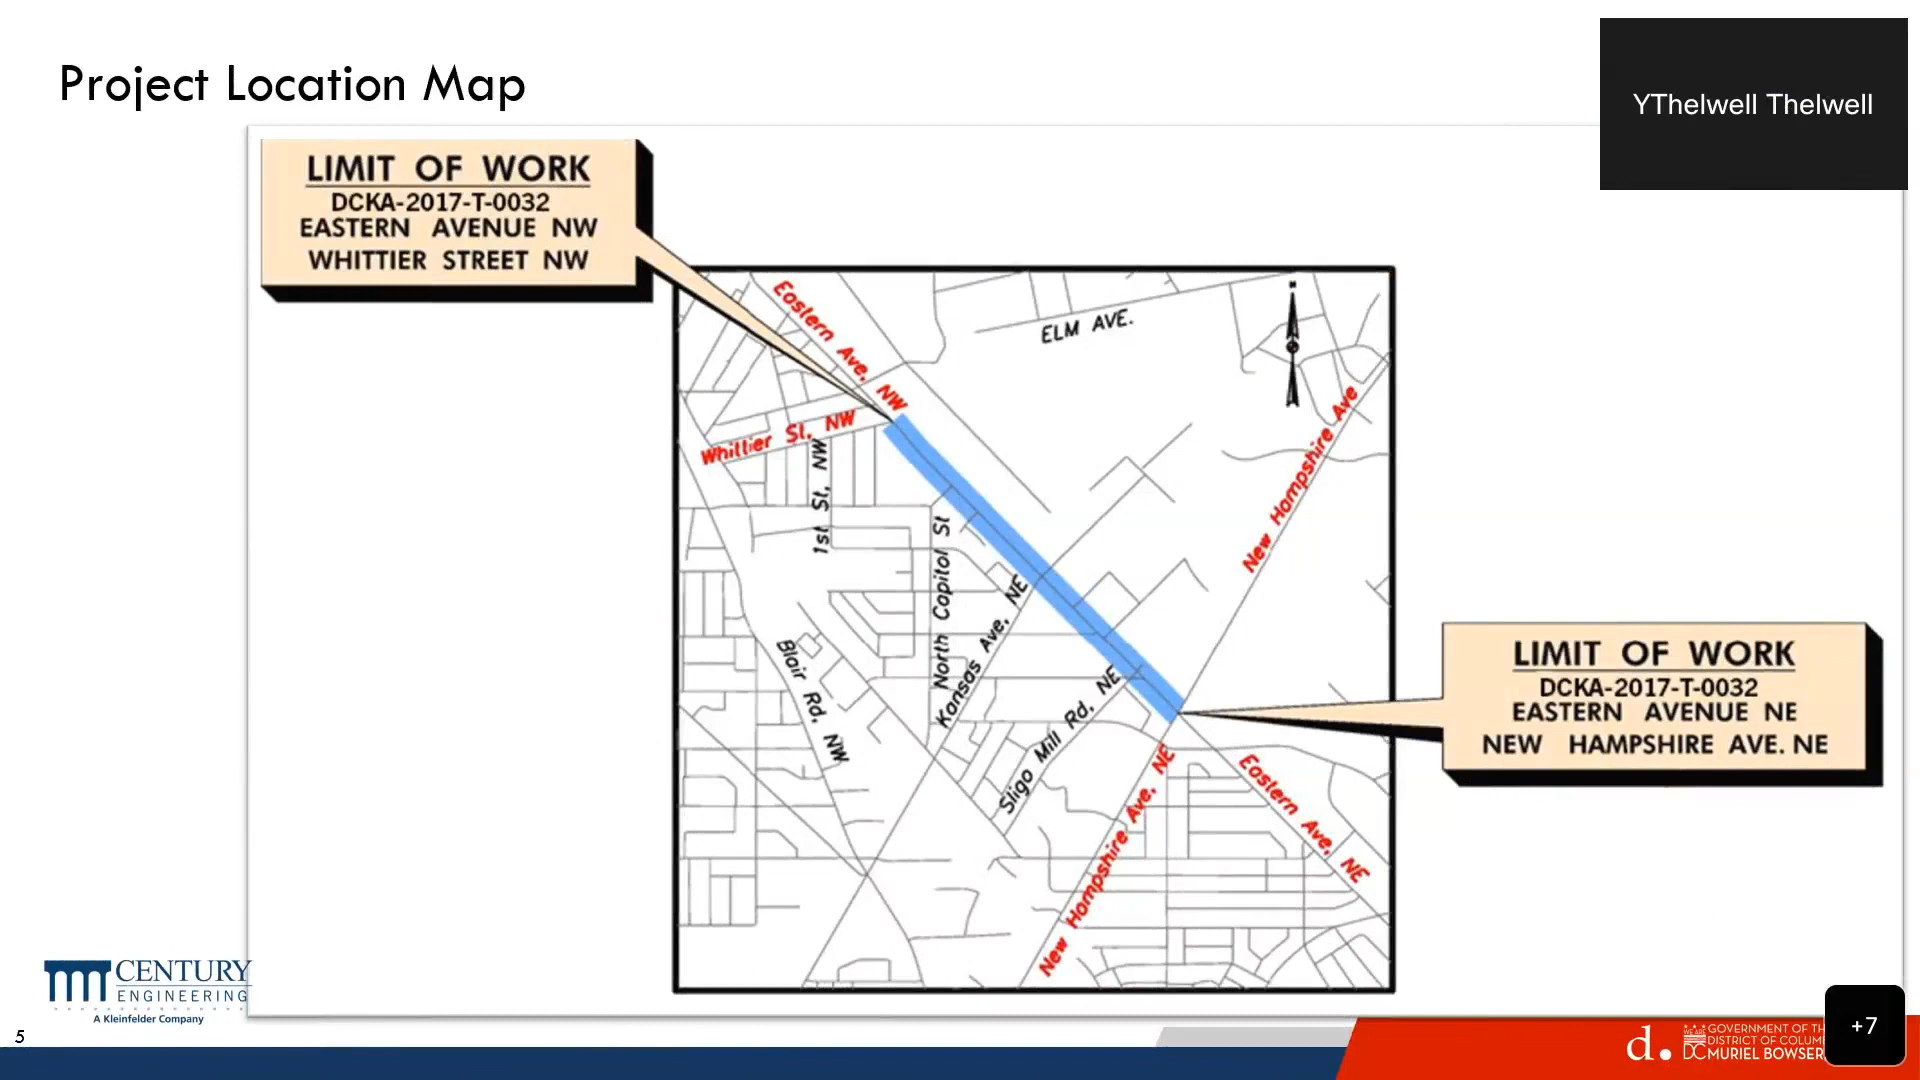 Project Location Map
YThelwell Thelwell
LIMIT OF WORK
DCKA-2017-T-0032
EASTERN AVENUE NW
WHITTIER STREET NW
Eastern Ave, NW
ELM AVE.
N
New Hampshire Ave
Whittier St, NW
1st St, NW
North Capitol St
Kansas Ave, NE
Blair Rd, NW
Sligo Mill Rd, NE
New Hampshire Ave, NE
Eastern Ave, NE
LIMIT OF WORK
DCKA-2017-T-0032
EASTERN AVENUE NE
NEW HAMPSHIRE AVE. NE
CENTURY
ENGINEERING
A Kleinfelder Company
5
d.
WE ARE
DC
GOVERNMENT OF TH
DISTRICT OF COLUM
MURIEL BOWSER
+7